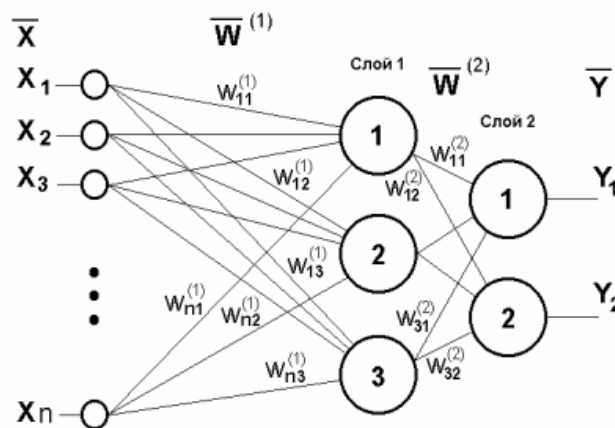 X̅ W̅⁽¹⁾ Слой 1 W̅⁽²⁾ Y̅
X₁ W₁₁⁽¹⁾
X₂ 1 Слой 2
X₃ W₁₂⁽¹⁾ W₁₁⁽²⁾
W₁₂⁽²⁾ 1 Y₁
W₁₃⁽¹⁾ 2
Wₙ₁⁽¹⁾ Wₙ₂⁽¹⁾ W₃₁⁽²⁾ 2 Y₂
Wₙ₃⁽¹⁾ 3 W₃₂⁽²⁾
Xn